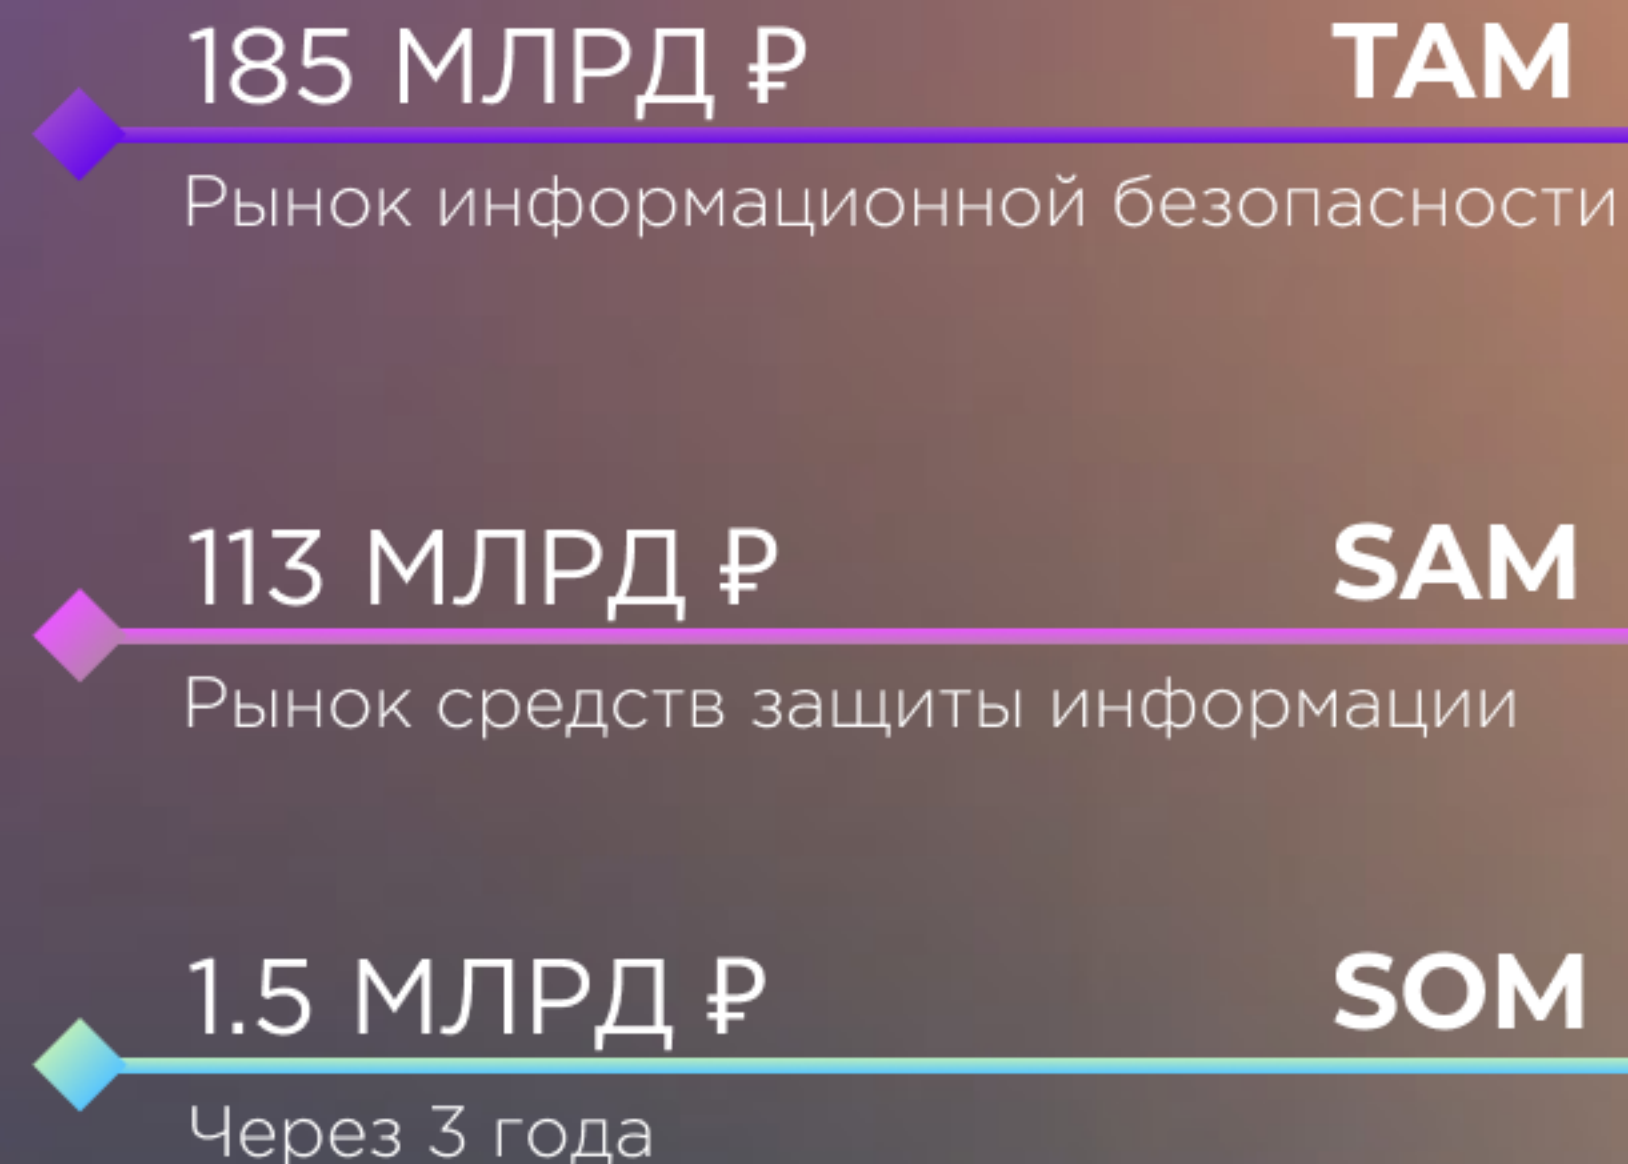 185 МЛРД ₽ TAM
Рынок информационной безопасности
113 МЛРД ₽ SAM
Рынок средств защиты информации
1.5 МЛРД ₽ SOM
Через 3 года